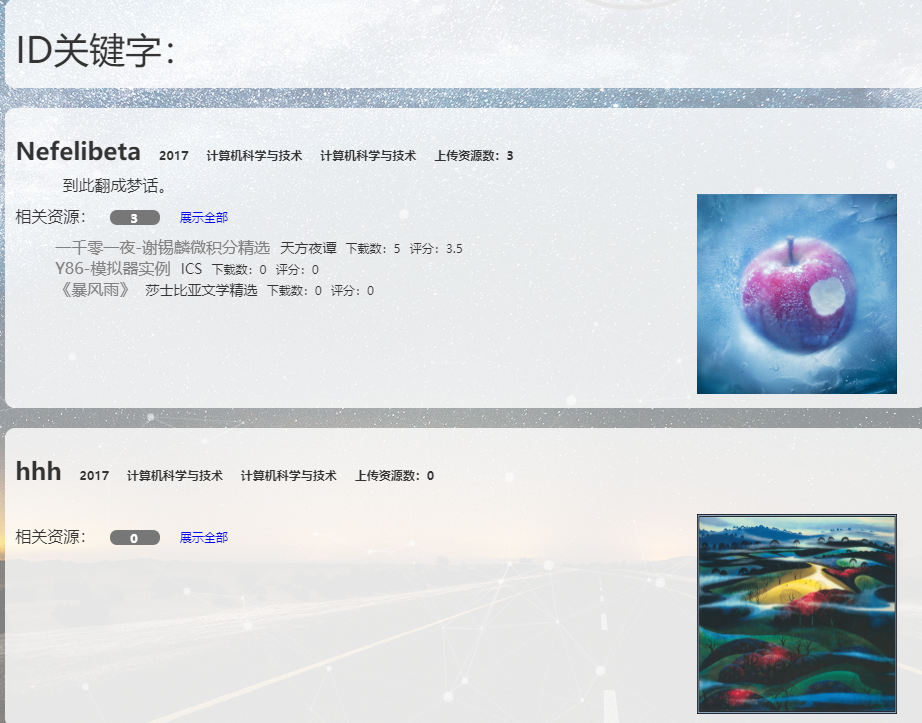 ID关键字：
Nefelibeta 2017 计算机科学与技术 计算机科学与技术 上传资源数：3
到此翻成梦话。
相关资源： 3 展示全部
一千零一夜-谢锡麟微积分精选 天方夜谭 下载数：5 评分：3.5
Y86-模拟器实例 ICS 下载数：0 评分：0
《暴风雨》 莎士比亚文学精选 下载数：0 评分：0
hhh 2017 计算机科学与技术 计算机科学与技术 上传资源数：0
相关资源： 0 展示全部